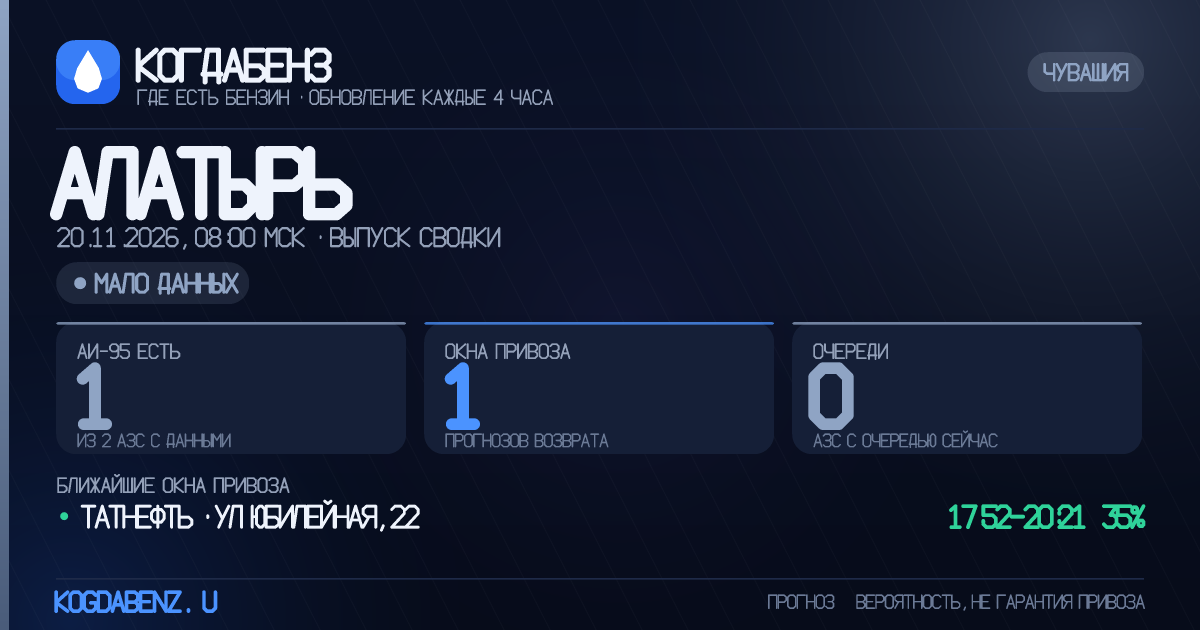 КОГДАБЕНЗ
ГДЕ ЕСТЬ БЕНЗИН · ОБНОВЛЕНИЕ КАЖДЫЕ 4 ЧАСА
ЧУВАШИЯ
АЛАТЫРЬ
20.11.2026, 08:00 МСК · ВЫПУСК СВОДКИ
МАЛО ДАННЫХ
АИ-95 ЕСТЬ
1
ИЗ 2 АЗС С ДАННЫМИ
ОКНА ПРИВОЗА
1
ПРОГНОЗОВ ВОЗВРАТА
ОЧЕРЕДИ
0
АЗС С ОЧЕРЕДЬЮ СЕЙЧАС
БЛИЖАЙШИЕ ОКНА ПРИВОЗА
• ТАТНЕФТЬ · УЛ ЮБИЛЕЙНАЯ, 22
17:52–20:21 35%
KOGDABENZ. U
ПРОГНОЗ ВЕРОЯТНОСТЬ, НЕ ГАРАНТИЯ ПРИВОЗА